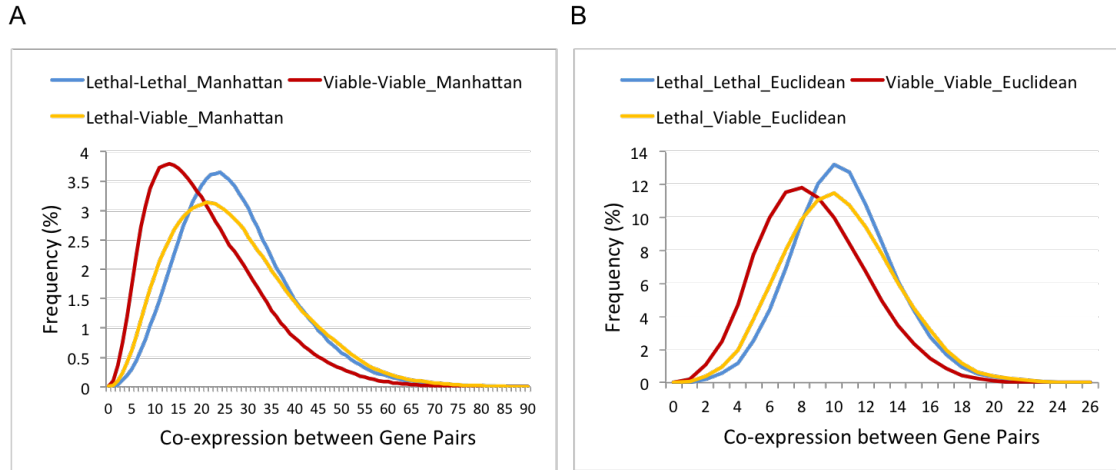 A
B
Lethal-Lethal_Manhattan Viable-Viable_Manhattan
Lethal-Viable_Manhattan
Frequency (%)
4
3.5
3
2.5
2
1.5
1
0.5
0
0 5 10 15 20 25 30 35 40 45 50 55 60 65 70 75 80 85 90
Co-expression between Gene Pairs
Lethal_Lethal_Euclidean Viable_Viable_Euclidean
Lethal_Viable_Euclidean
Frequency (%)
14
12
10
8
6
4
2
0
0 2 4 6 8 10 12 14 16 18 20 22 24 26
Co-expression between Gene Pairs